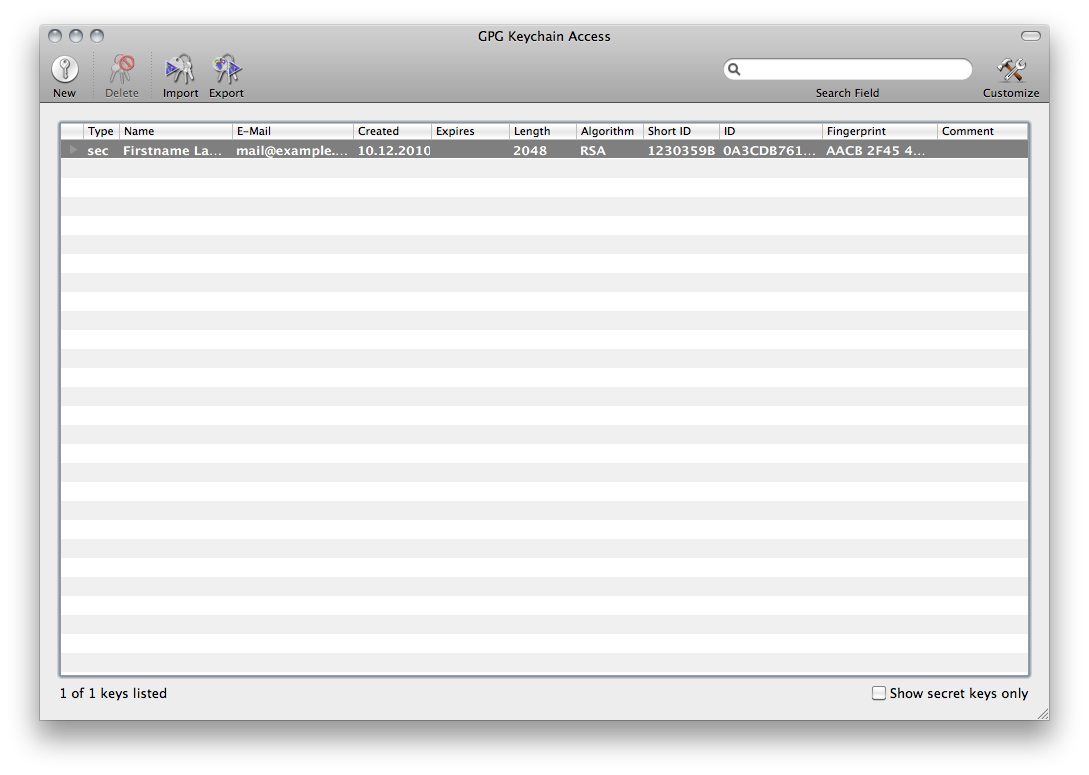 GPG Keychain Access
New Delete Import Export Search Field Customize
Type Name E-Mail Created Expires Length Algorithm Short ID ID Fingerprint Comment
sec Firstname La... mail@example.... 10.12.2010 2048 RSA 1230359B 0A3CDB761... AACB 2F45 4...
1 of 1 keys listed Show secret keys only